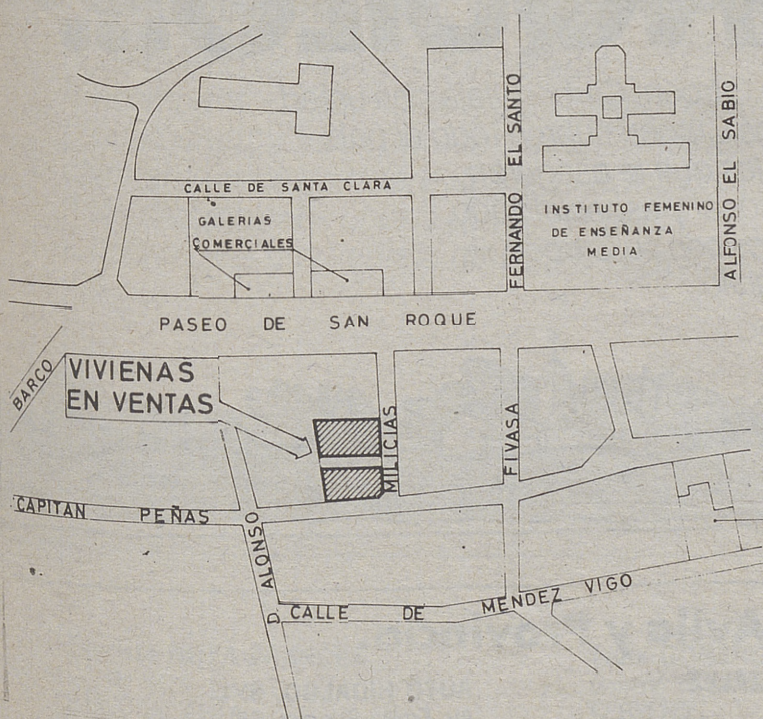 FERNANDO EL SANTO
ALFONSO EL SABIO
CALLE DE SANTA CLARA
GALERIAS
COMERCIALES
INSTITUTO FEMENINO
DE ENSEÑANZA
MEDIA
PASEO DE SAN ROQUE
BARCO
VIVIENAS
EN VENTAS
MILICIAS
FIVASA
CAPITAN PEÑAS
D. ALONSO
CALLE DE MENDEZ VIGO